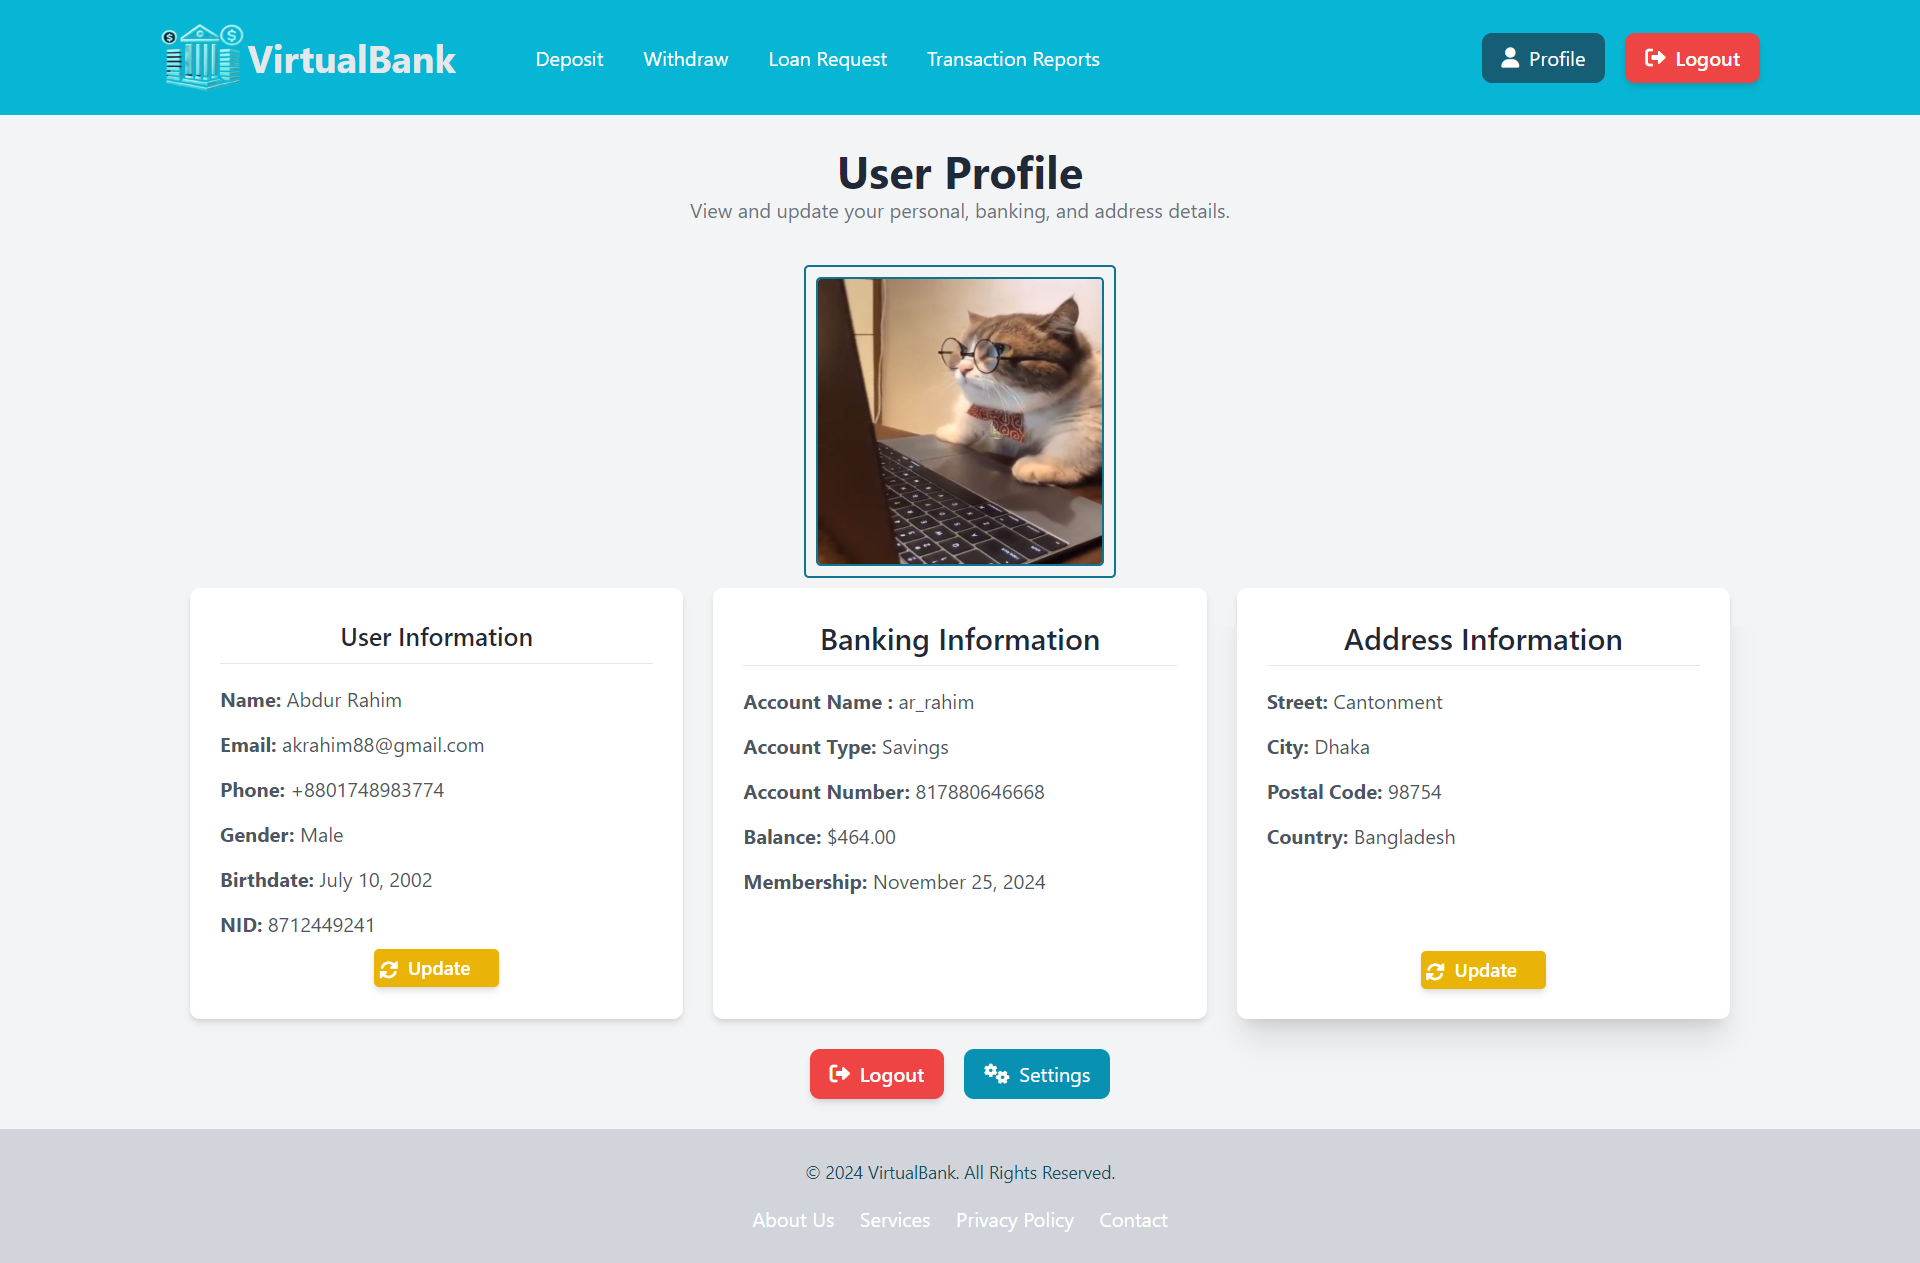 VirtualBank
Deposit
Withdraw
Loan Request
Transaction Reports
Profile
Logout
User Profile
View and update your personal, banking, and address details.
User Information
Name: Abdur Rahim
Email: akrahim88@gmail.com
Phone: +8801748983774
Gender: Male
Birthdate: July 10, 2002
NID: 8712449241
Update
Banking Information
Account Name : ar_rahim
Account Type: Savings
Account Number: 817880646668
Balance: $464.00
Membership: November 25, 2024
Address Information
Street: Cantonment
City: Dhaka
Postal Code: 98754
Country: Bangladesh
Update
Logout
Settings
© 2024 VirtualBank. All Rights Reserved.
About Us
Services
Privacy Policy
Contact